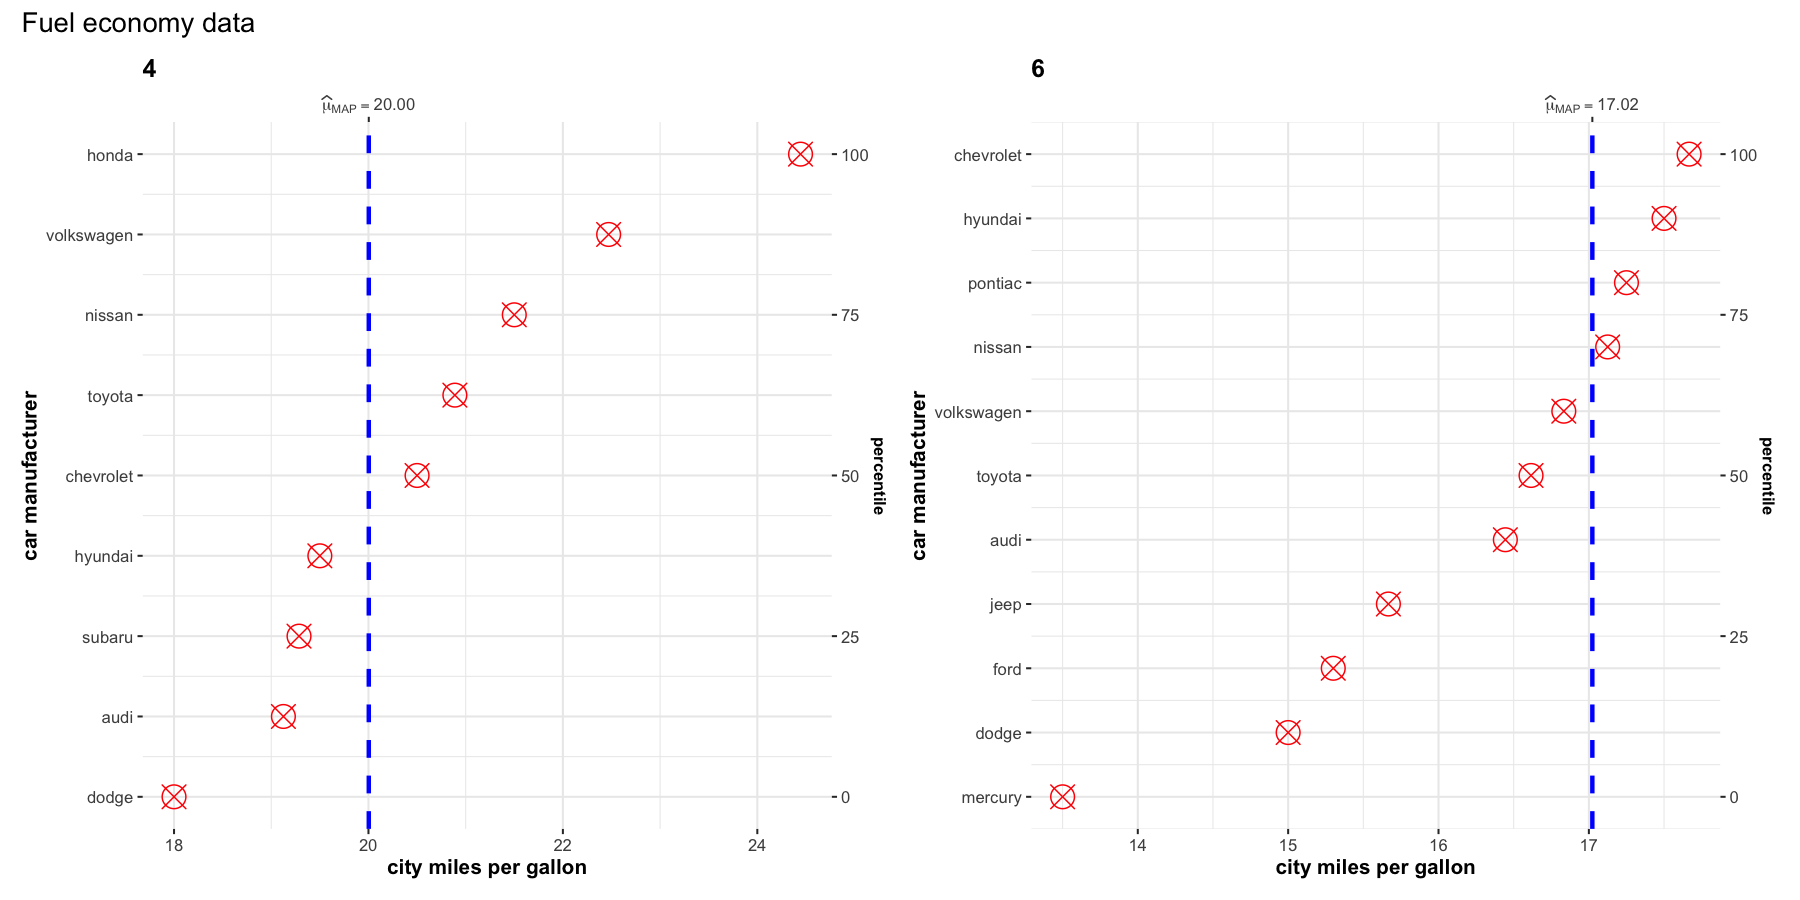 Fuel economy data
4
μ̂MAP = 20.00
honda
volkswagen
nissan
toyota
chevrolet
hyundai
subaru
audi
dodge
car manufacturer
100
75
50
25
0
percentile
18 20 22 24
city miles per gallon
6
μ̂MAP = 17.02
chevrolet
hyundai
pontiac
nissan
volkswagen
toyota
audi
jeep
ford
dodge
mercury
car manufacturer
100
75
50
25
0
percentile
14 15 16 17
city miles per gallon